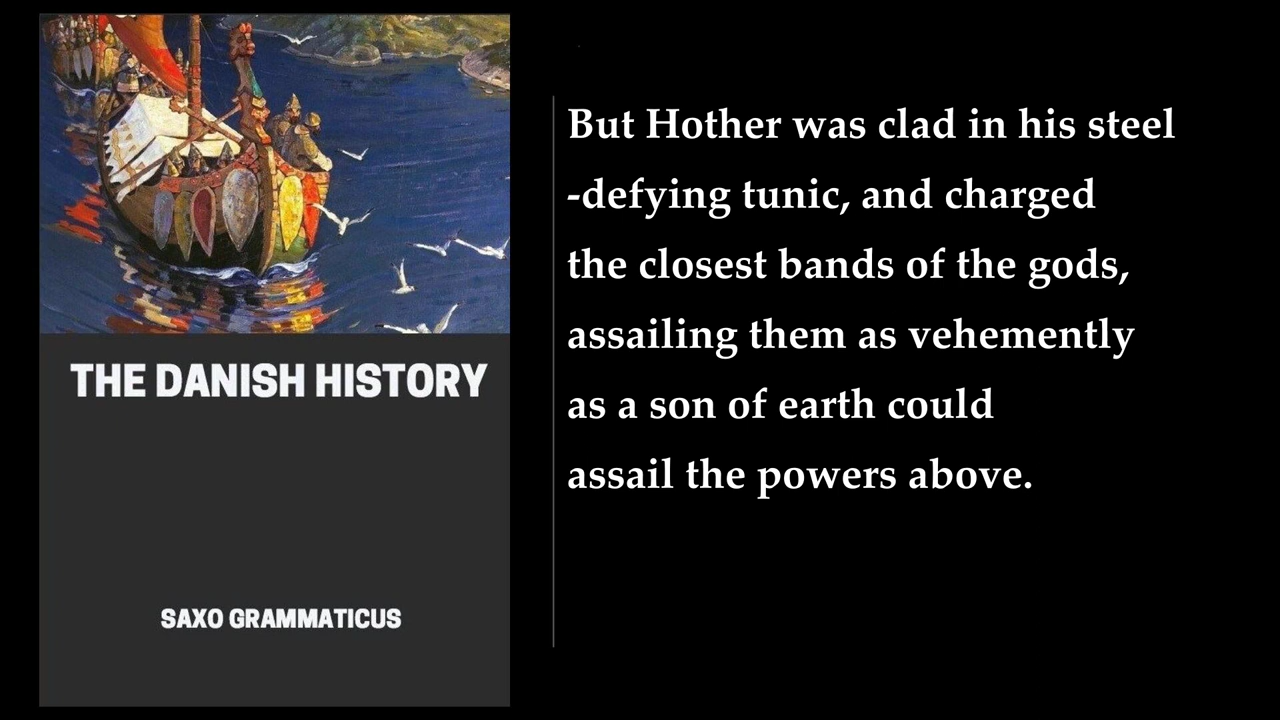 THE DANISH HISTORY
SAXO GRAMMATICUS
But Hother was clad in his steel
-defying tunic, and charged
the closest bands of the gods,
assailing them as vehemently
as a son of earth could
assail the powers above.